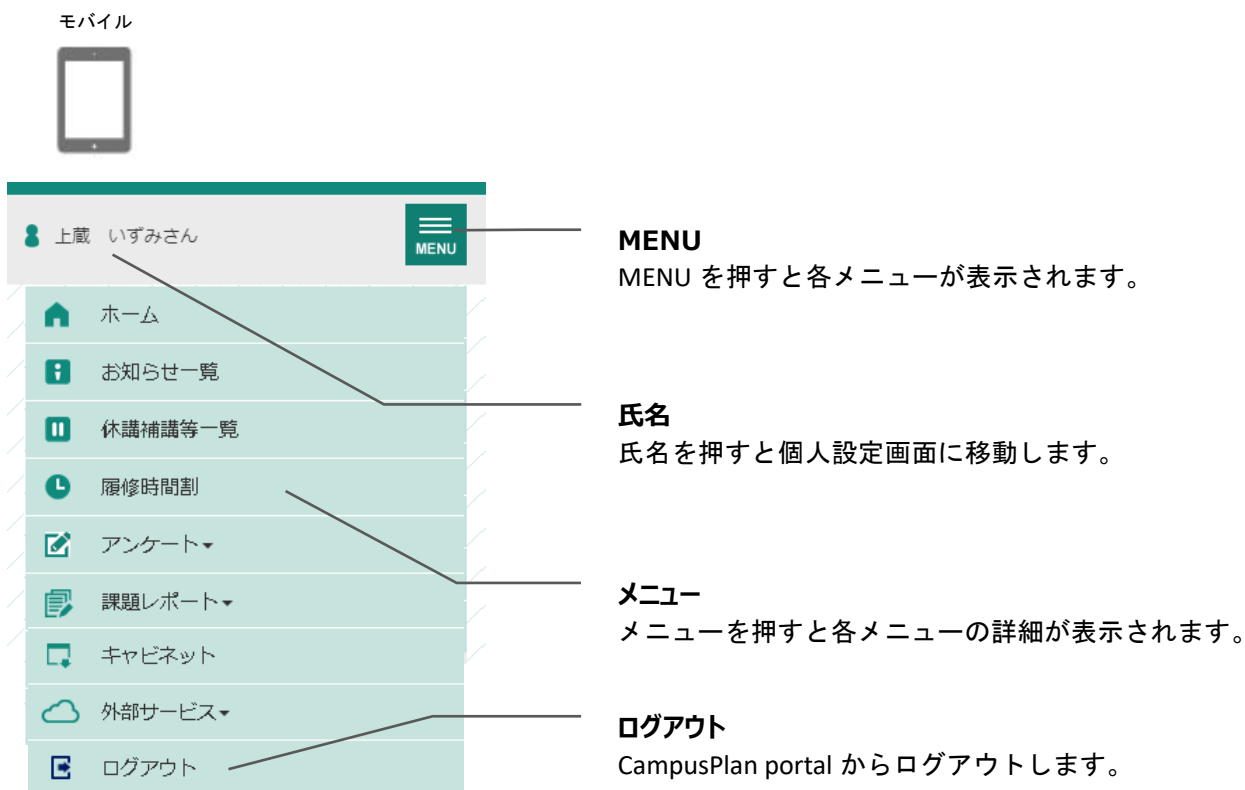 モバイル
上蔵　いずみさん
MENU
ホーム
お知らせ一覧
休講補講等一覧
履修時間割
アンケート▾
課題レポート▾
キャビネット
外部サービス▾
ログアウト
MENU
MENU を押すと各メニューが表示されます。
氏名
氏名を押すと個人設定画面に移動します。
メニュー
メニューを押すと各メニューの詳細が表示されます。
ログアウト
CampusPlan portal からログアウトします。